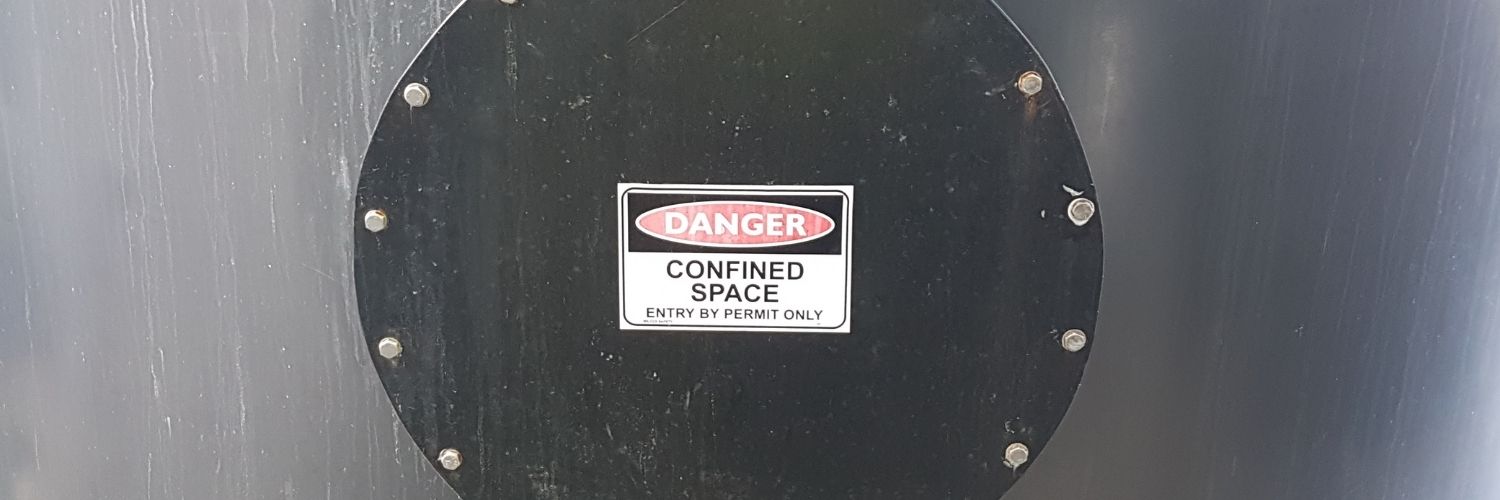 DANGER
CONFINED
SPACE
ENTRY BY PERMIT ONLY